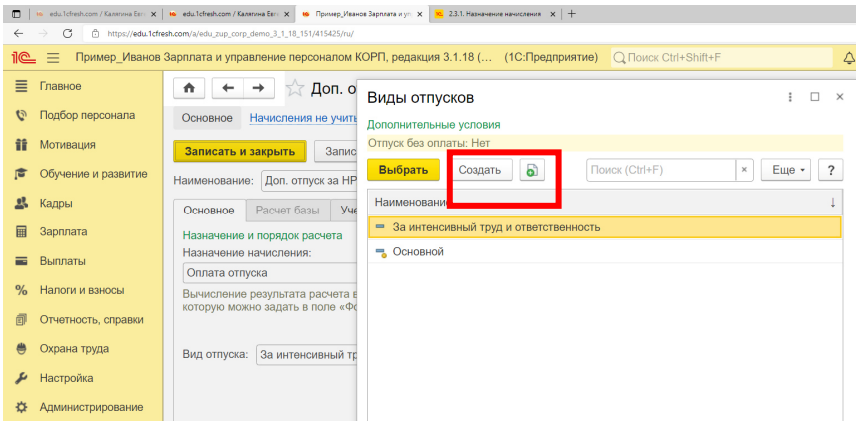 edu.1cfresh.com / Калягина Евг
edu.1cfresh.com / Калягина Евг
Пример_Иванов Зарплата и уп
2.3.1. Назначение начисления
https://edu.1cfresh.com/a/edu_zup_corp_demo_3_1_18_151/415425/ru/
Пример_Иванов Зарплата и управление персоналом КОРП, редакция 3.1.18 (... (1С:Предприятие)
Поиск Ctrl+Shift+F
Главное
Подбор персонала
Мотивация
Обучение и развитие
Кадры
Зарплата
Выплаты
Налоги и взносы
Отчетность, справки
Охрана труда
Настройка
Администрирование
Доп. о
Основное Начисления не учить
Записать и закрыть Запис
Наименование: Доп. отпуск за НР
Основное Расчет базы Уче
Назначение и порядок расчета
Назначение начисления:
Оплата отпуска
Вычисление результата расчета в
которую можно задать в поле «Фо
Вид отпуска: За интенсивный тр
Виды отпусков
Дополнительные условия
Отпуск без оплаты: Нет
Выбрать Создать Поиск (Ctrl+F) × Еще ?
Наименовани
За интенсивный труд и ответственность
Основной